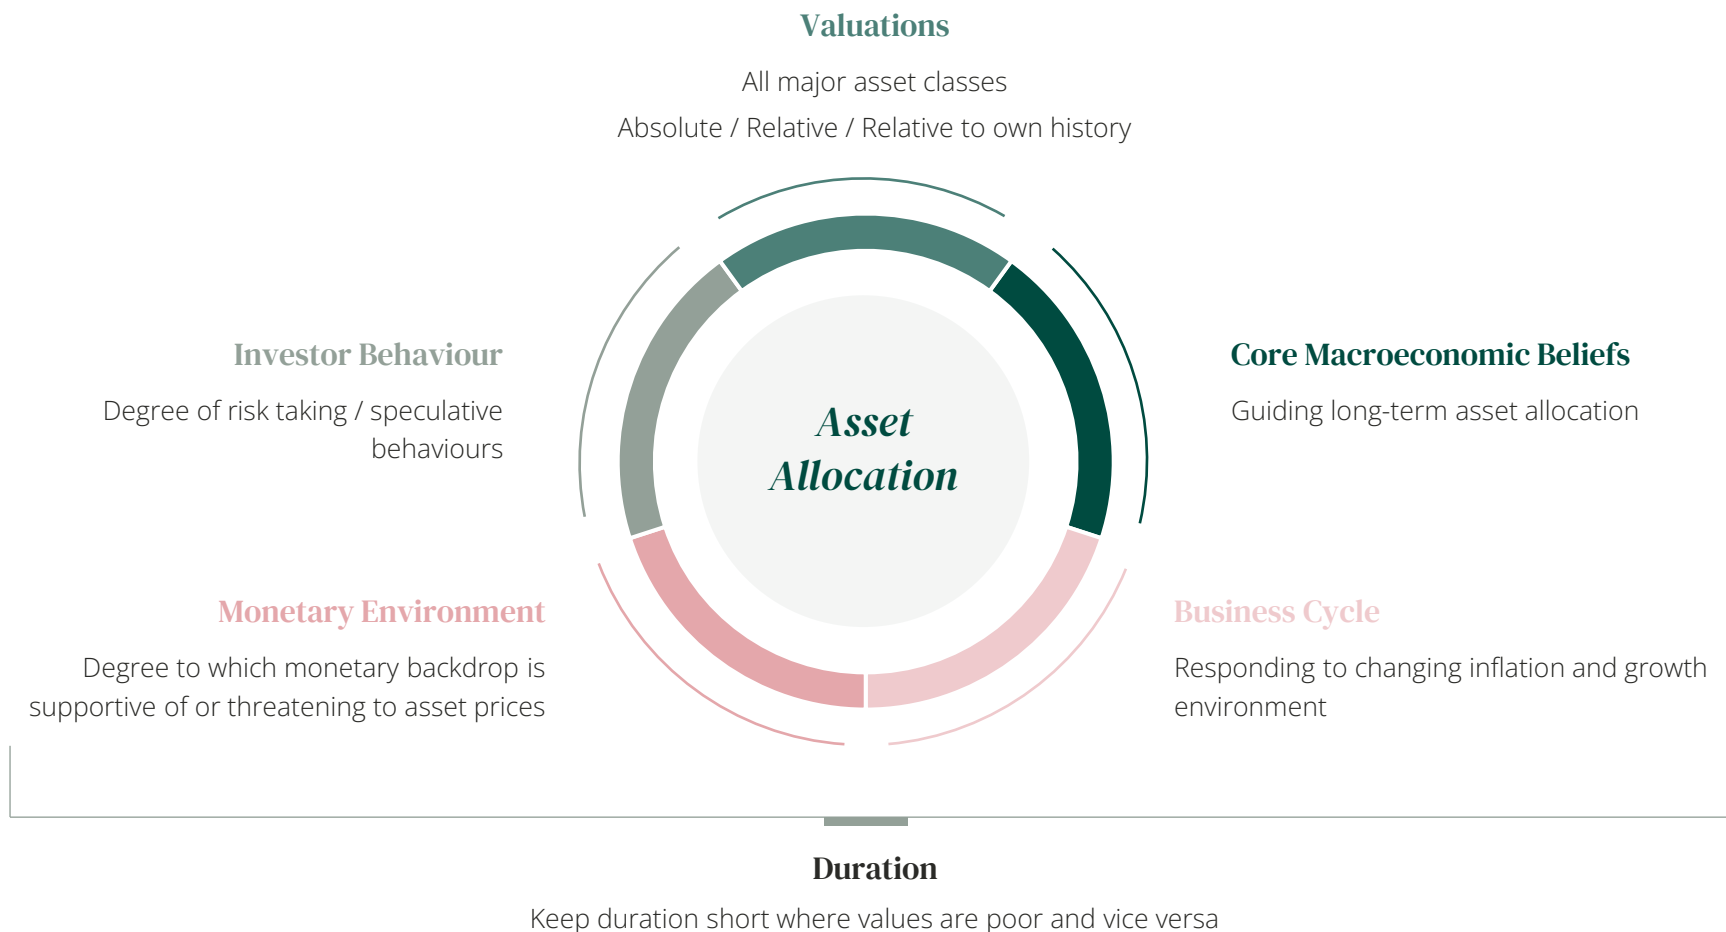 Valuations
All major asset classes
Absolute / Relative / Relative to own history
Investor Behaviour
Degree of risk taking / speculative
behaviours
Asset
Allocation
Core Macroeconomic Beliefs
Guiding long-term asset allocation
Monetary Environment
Degree to which monetary backdrop is
supportive of or threatening to asset prices
Business Cycle
Responding to changing inflation and growth
environment
Duration
Keep duration short where values are poor and vice versa